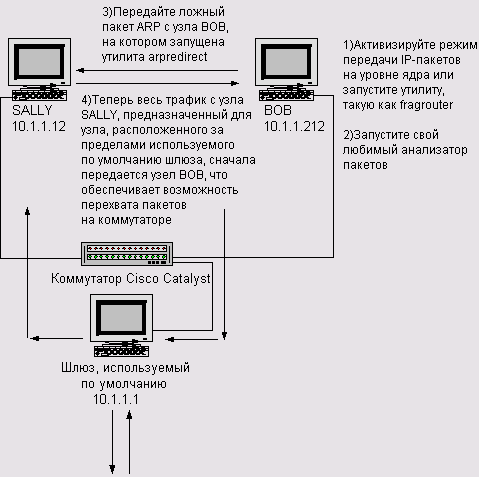 3)Передайте ложный
пакет ARP с узла BOB,
на котором запущена
утилита arpredirect
1)Активизируйте режим
передачи IP-пакетов
на уровне ядра или
запустите утилиту,
такую как fragrouter
2)Запустите свой
любимый анализатор
пакетов
SALLY
10.1.1.12
4)Теперь весь трафик с узла
SALLY, предназначенный для
узла, расположенного за
пределами используемого
по умолчанию шлюза, сначала
передается узел BOB, что
обеспечивает возможность
перехвата пакетов
на коммутаторе
BOB
10.1.1.212
Коммутатор Cisco Catalyst
Шлюз, используемый
по умолчанию
10.1.1.1